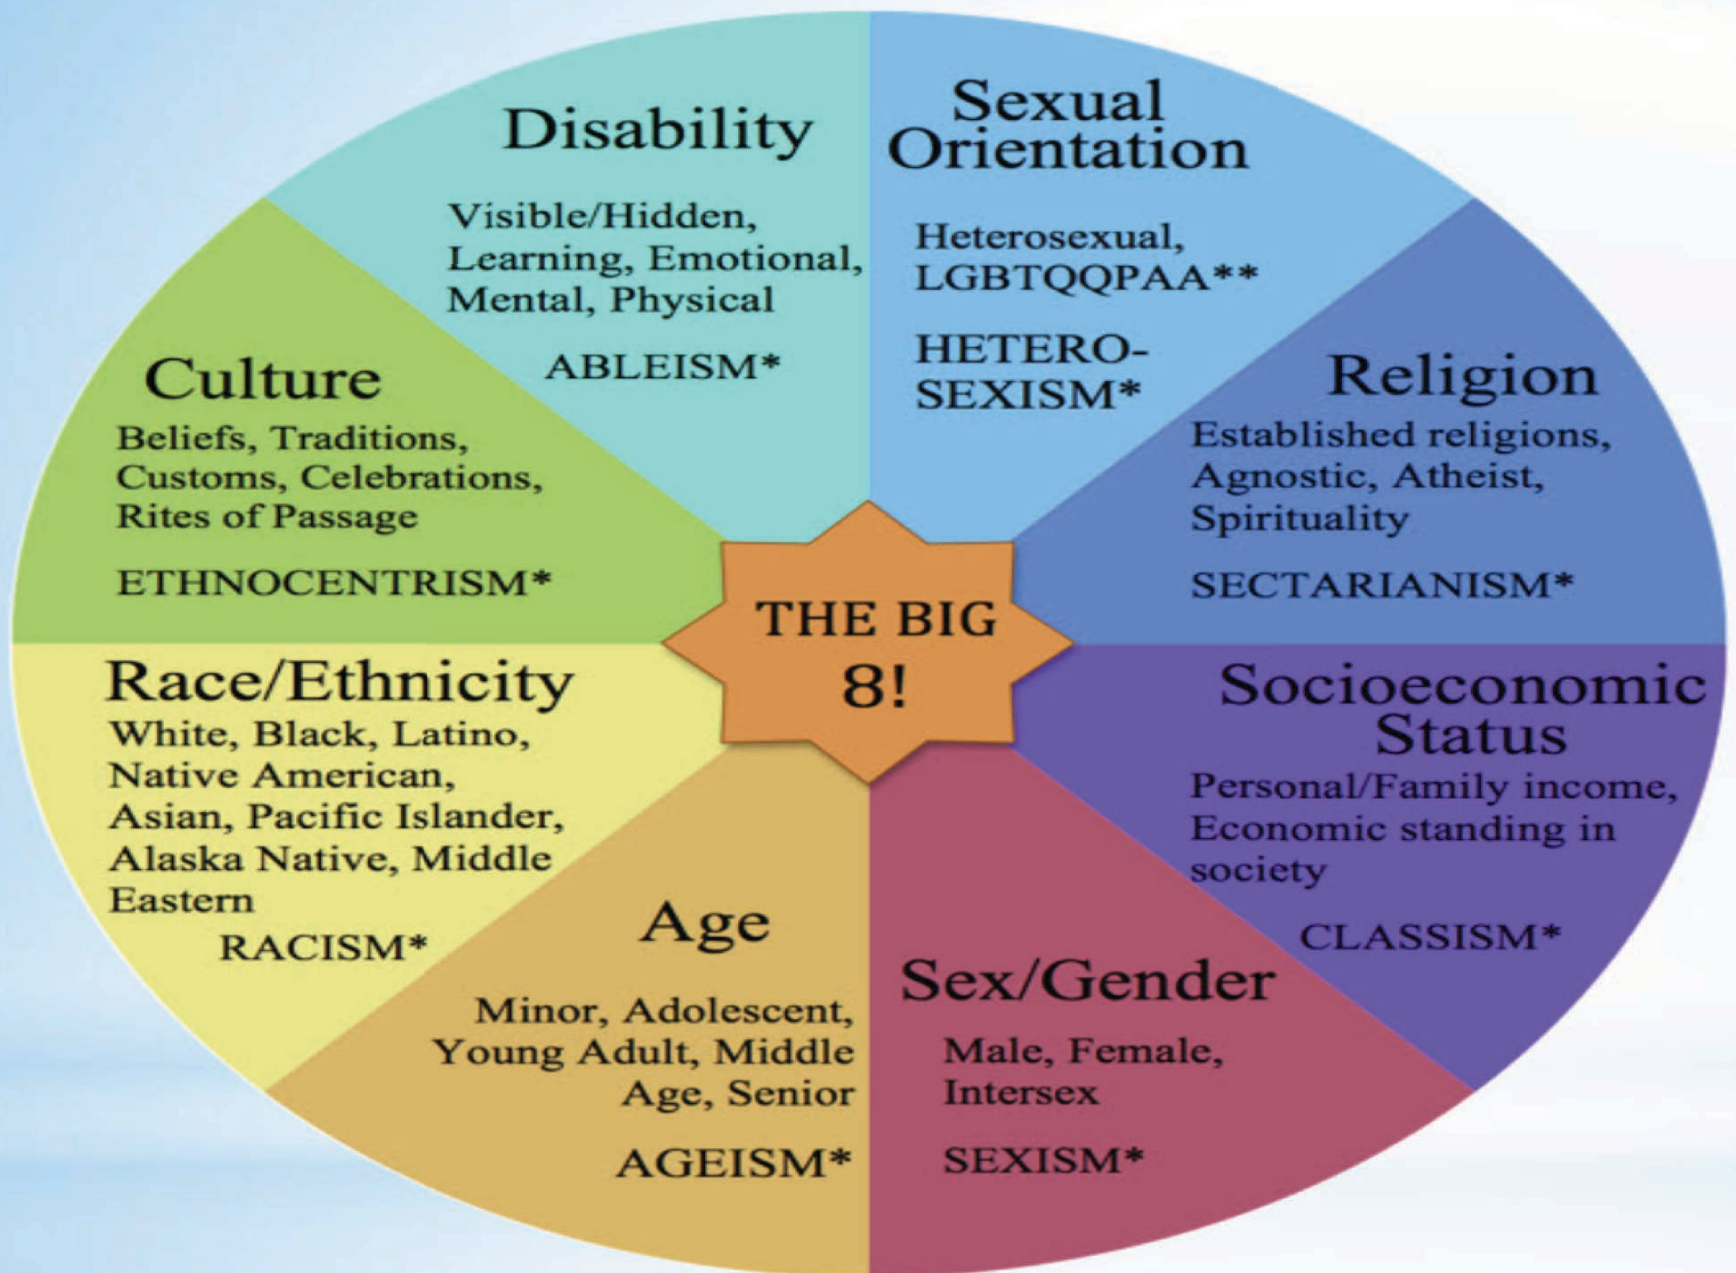 Disability
Visible/Hidden,
Learning, Emotional,
Mental, Physical
ABLEISM*
Sexual
Orientation
Heterosexual,
LGBTQQPAA**
HETERO-
SEXISM*
Religion
Established religions,
Agnostic, Atheist,
Spirituality
SECTARIANISM*
Socioeconomic
Status
Personal/Family income,
Economic standing in
society
CLASSISM*
Sex/Gender
Male, Female,
Intersex
SEXISM*
Age
Minor, Adolescent,
Young Adult, Middle
Age, Senior
AGEISM*
Race/Ethnicity
White, Black, Latino,
Native American,
Asian, Pacific Islander,
Alaska Native, Middle
Eastern
RACISM*
Culture
Beliefs, Traditions,
Customs, Celebrations,
Rites of Passage
ETHNOCENTRISM*
THE BIG
8!